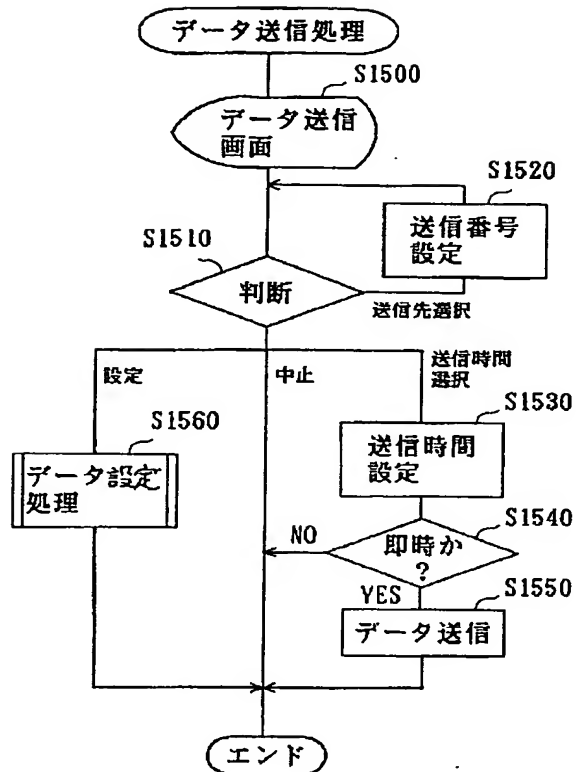 データ送信処理
S1500
データ送信
画面
S1520
送信番号
設定
S1510
判断
送信先選択
設定
中止
送信時間
選択
S1530
送信時間
設定
S1560
データ設定
処理
S1540
NO
即時か
?
YES
S1550
データ送信
エンド